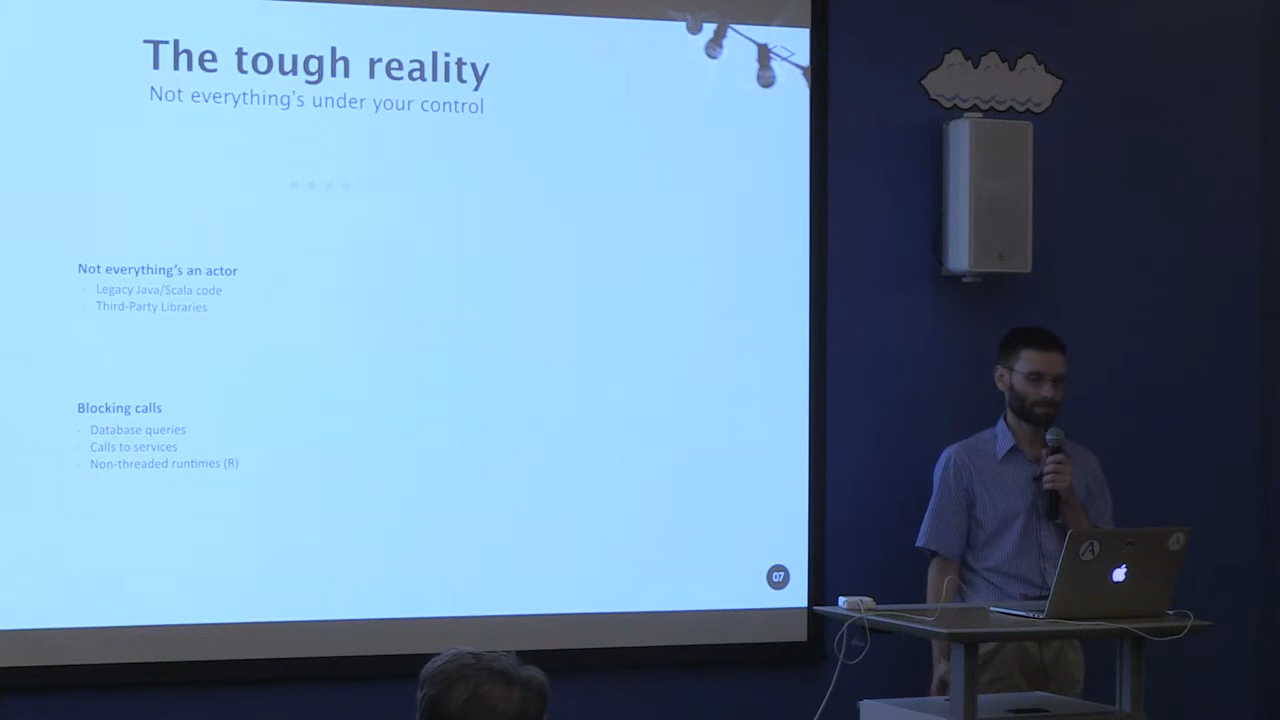 The tough reality
Not everything's under your control
Not everything's an actor
Legacy Java/Scala code
Third-Party Libraries
Blocking calls
Database queries
Calls to services
Non-threaded runtimes (R)
07